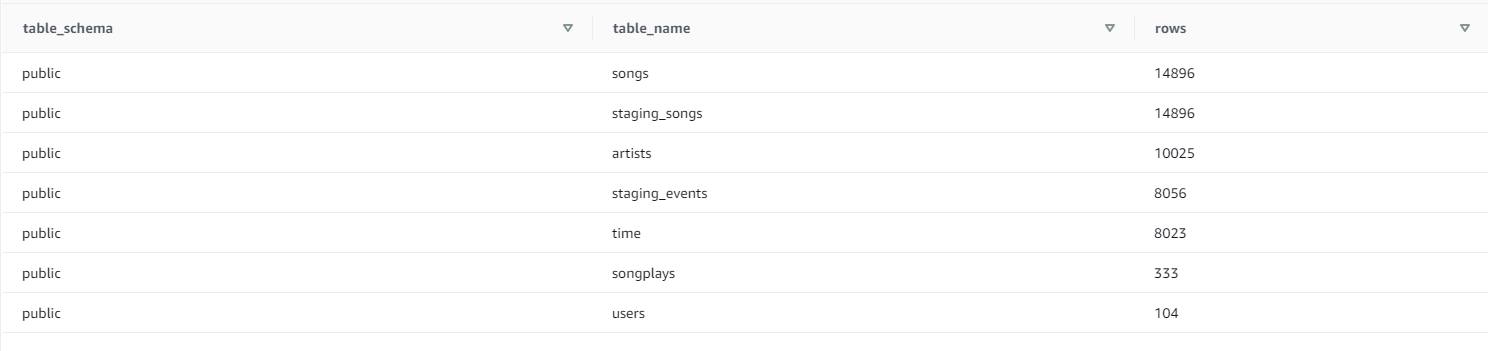 table_schema table_name rows
public songs 14896
public staging_songs 14896
public artists 10025
public staging_events 8056
public time 8023
public songplays 333
public users 104